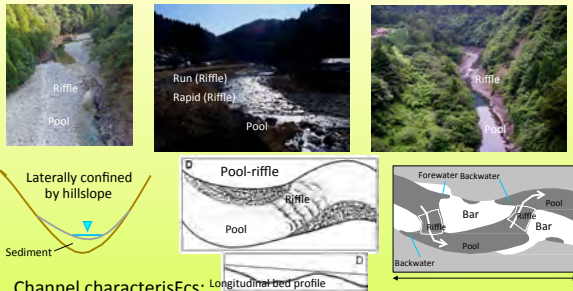 Riffle
Pool
Run (Riffle)
Rapid (Riffle)
Pool
Riffle
Pool
Laterally confined
by hillslope
Sediment
D
Pool-riffle
Riffle
Pool
D
Longitudinal bed profile
Forewater Backwater
Pool
Bar
Riffle
Bar
Riffle
Pool
Backwater
Channel characterisEcs: